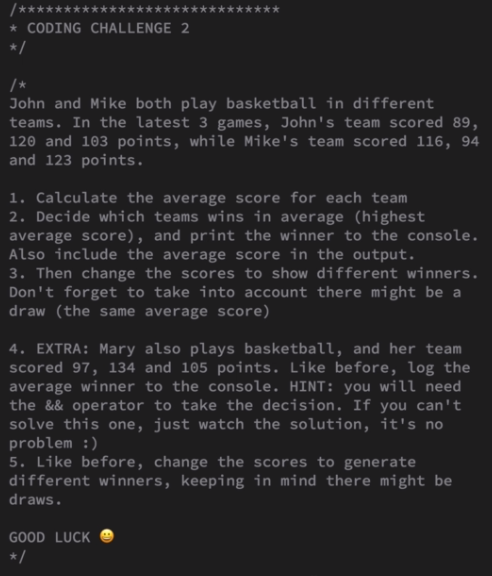 /*****************************
* CODING CHALLENGE 2
*/
/*
John and Mike both play basketball in different
teams. In the latest 3 games, John's team scored 89,
120 and 103 points, while Mike's team scored 116, 94
and 123 points.
1. Calculate the average score for each team
2. Decide which teams wins in average (highest
average score), and print the winner to the console.
Also include the average score in the output.
3. Then change the scores to show different winners.
Don't forget to take into account there might be a
draw (the same average score)
4. EXTRA: Mary also plays basketball, and her team
scored 97, 134 and 105 points. Like before, log the
average winner to the console. HINT: you will need
the && operator to take the decision. If you can't
solve this one, just watch the solution, it's no
problem :)
5. Like before, change the scores to generate
different winners, keeping in mind there might be
draws.
GOOD LUCK 😀
*/